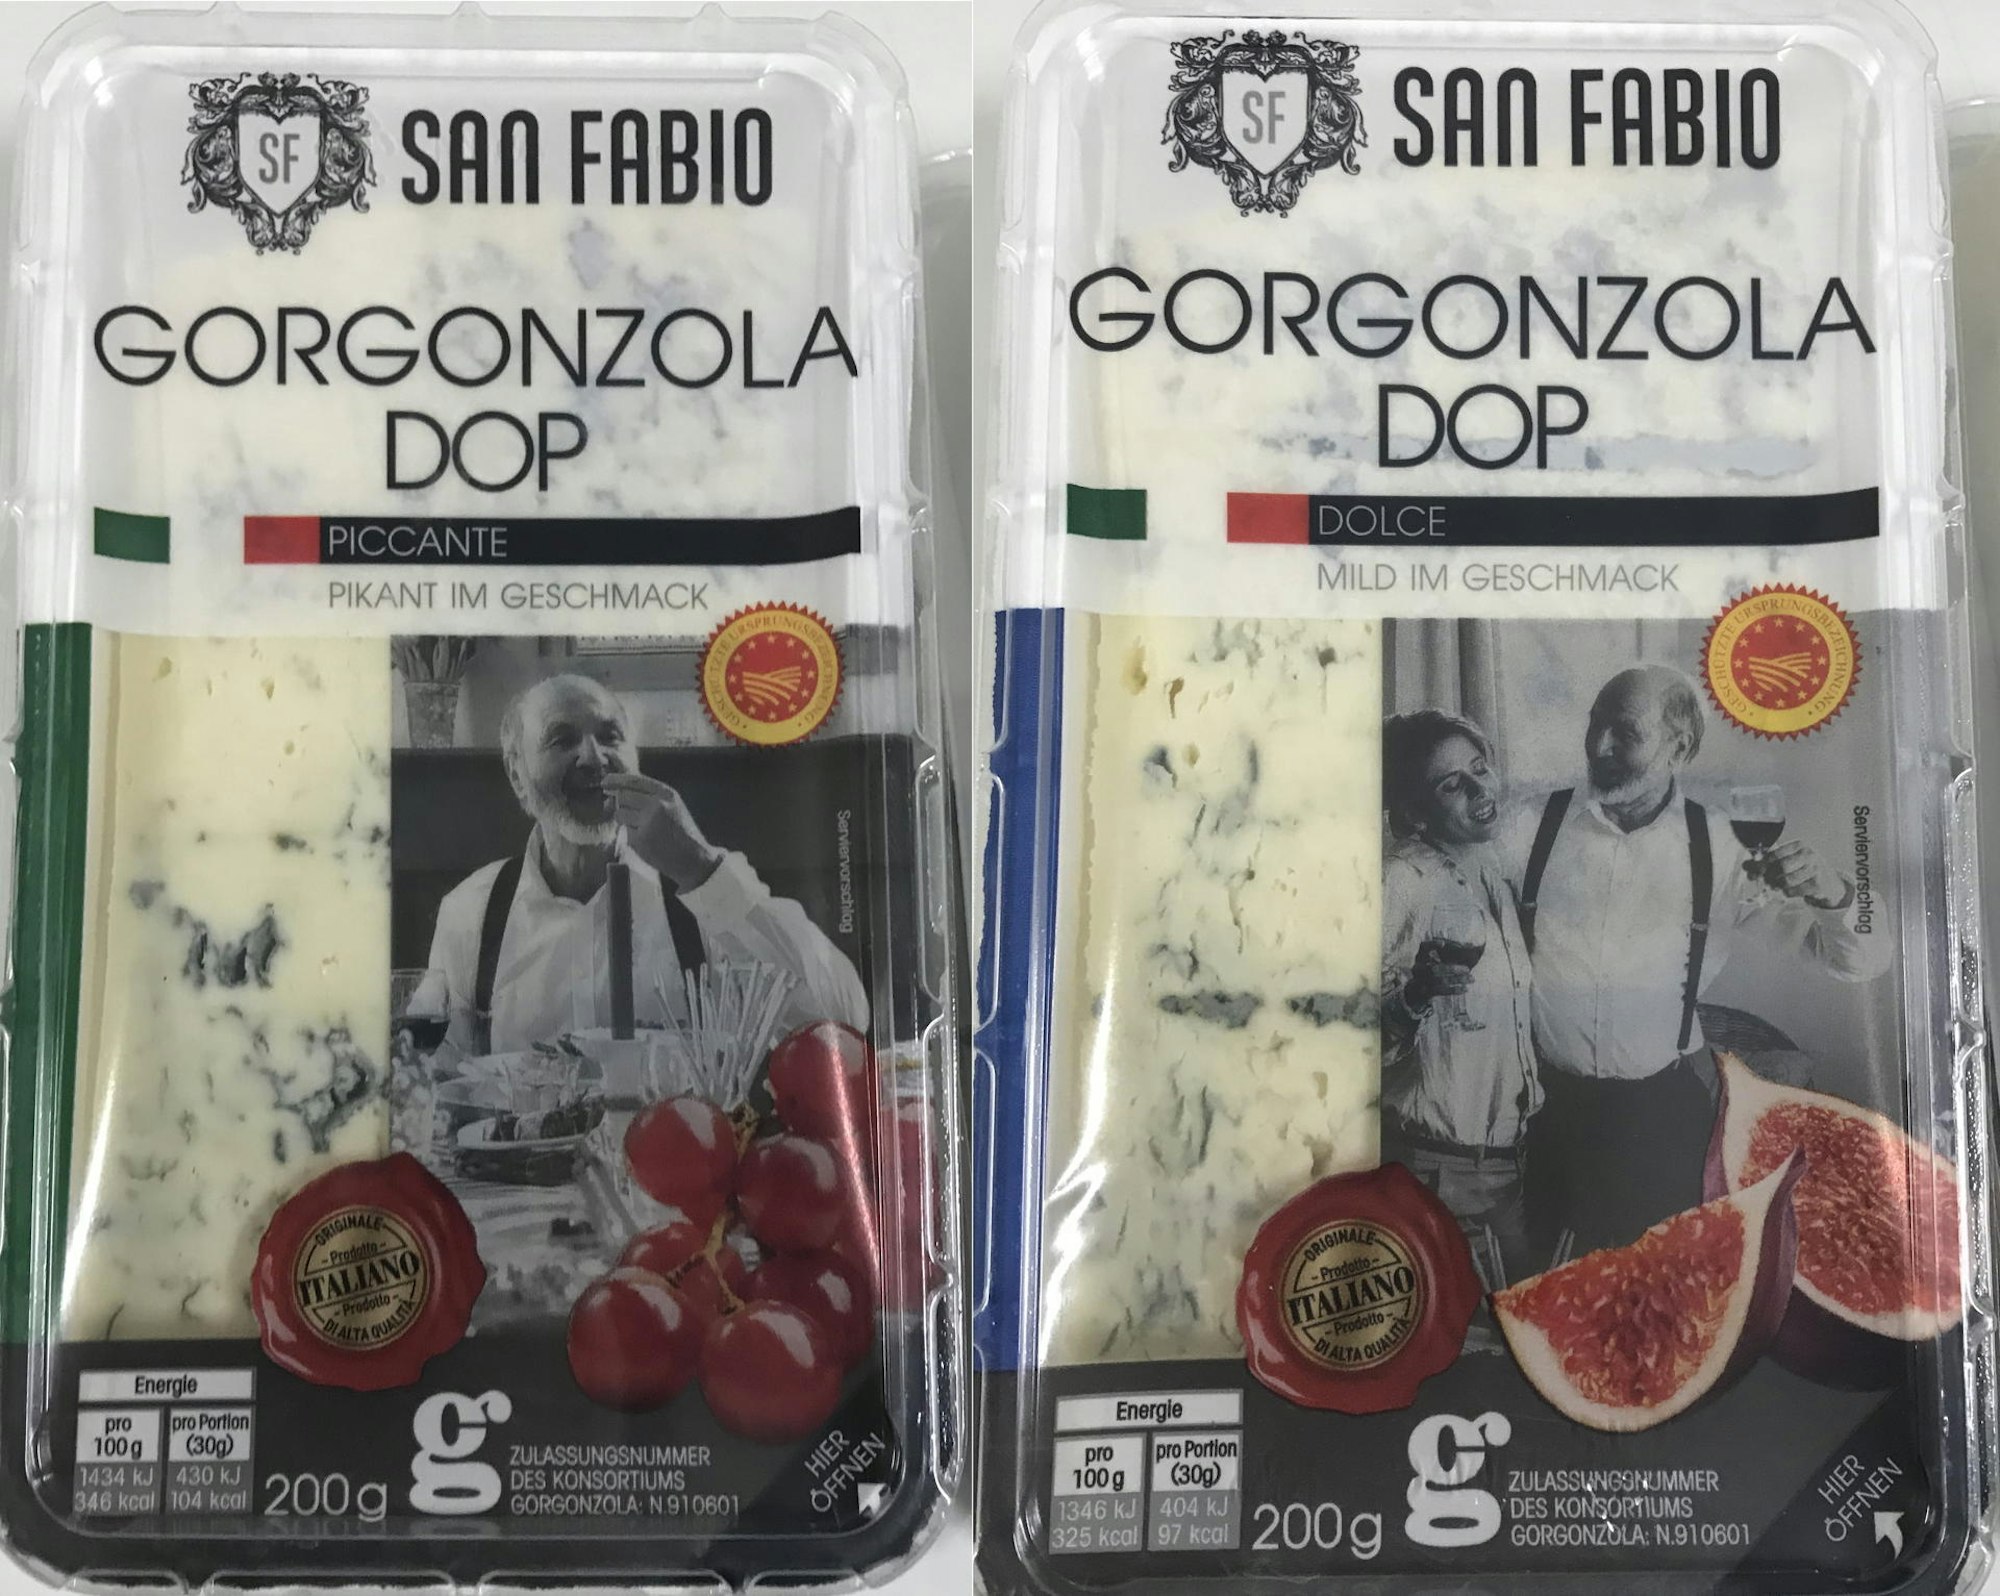 SF
SAN FABIO
GORGONZOLA
DOP
PICCANTE
PIKANT IM GESCHMACK
GESCHÜTZTE URSPRUNGSBEZEICHNUNG
Serviervorschlag
ORIGINALE
- Prodotto -
ITALIANO
- Prodotto -
DI ALTA QUALITÀ
Energie
pro
100 g
pro Portion
(30g)
1434 kJ
346 kcal
430 kJ
104 kcal
200g
g
ZULASSUNGSNUMMER
DES KONSORTIUMS
GORGONZOLA: N.910601
HIER
ÖFFNEN
SF
SAN FABIO
GORGONZOLA
DOP
DOLCE
MILD IM GESCHMACK
GESCHÜTZTE URSPRUNGSBEZEICHNUNG
Serviervorschlag
ORIGINALE
- Prodotto -
ITALIANO
- Prodotto -
DI ALTA QUALITÀ
Energie
pro
100 g
pro Portion
(30g)
1346 kJ
325 kcal
404 kJ
97 kcal
200g
g
ZULASSUNGSNUMMER
DES KONSORTIUMS
GORGONZOLA: N.910601
HIER
ÖFFNEN